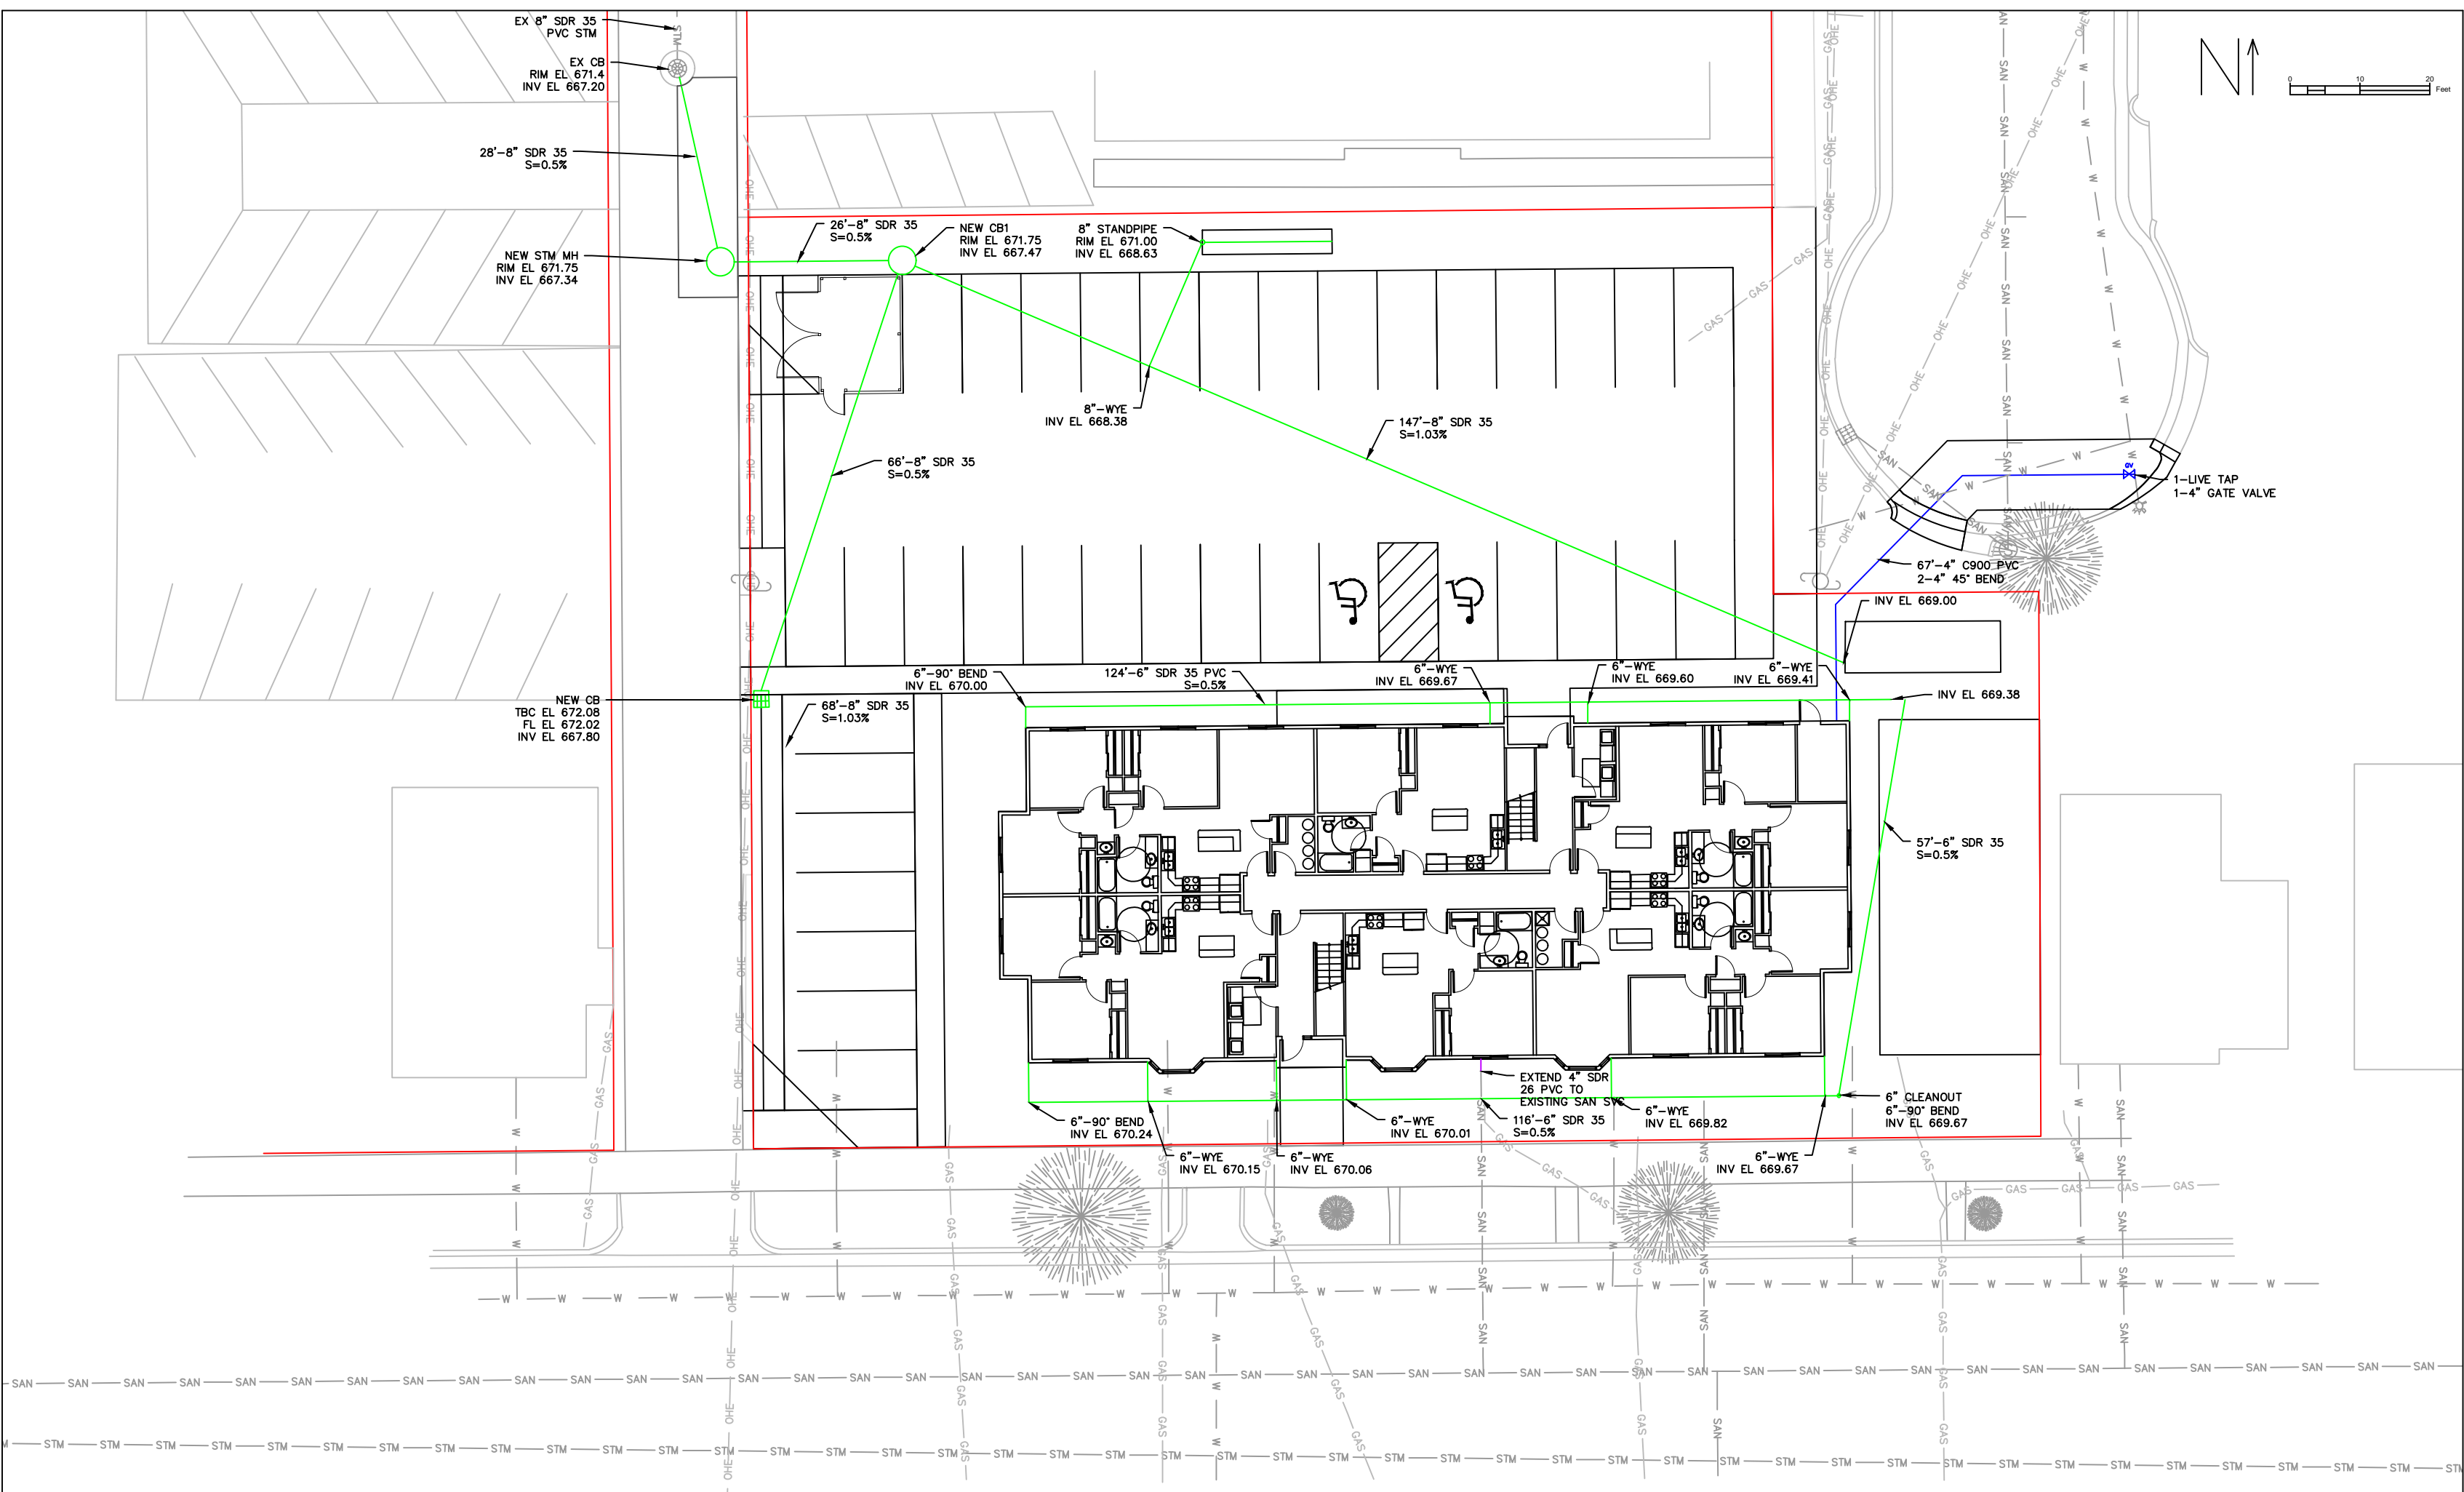 EX 8" SDR 35
PVC STM
STM
EX CB
RIM EL 671.4
INV EL 667.20
28'-8" SDR 35
S=0.5%
NEW STM MH
RIM EL 671.75
INV EL 667.34
26'-8" SDR 35
S=0.5%
NEW CB1
RIM EL 671.75
INV EL 667.47
8" STANDPIPE
RIM EL 671.00
INV EL 668.63
0 10 20
Feet
N
8"-WYE
INV EL 668.38
147'-8" SDR 35
S=1.03%
66'-8" SDR 35
S=0.5%
GV
1-LIVE TAP
1-4" GATE VALVE
67'-4" C900 PVC
2-4" 45° BEND
INV EL 669.00
6"-90° BEND
INV EL 670.00
124'-6" SDR 35 PVC
S=0.5%
6"-WYE
INV EL 669.67
6"-WYE
INV EL 669.60
6"-WYE
INV EL 669.41
INV EL 669.38
NEW CB
TBC EL 672.08
FL EL 672.02
INV EL 667.80
68'-8" SDR 35
S=1.03%
57'-6" SDR 35
S=0.5%
EXTEND 4" SDR
26 PVC TO
EXISTING SAN SVC
6"-90° BEND
INV EL 670.24
6"-WYE
INV EL 670.15
6"-WYE
INV EL 670.06
6"-WYE
INV EL 670.01
116'-6" SDR 35
S=0.5%
6"-WYE
INV EL 669.82
6"-WYE
INV EL 669.67
6" CLEANOUT
6"-90° BEND
INV EL 669.67
OHE
GAS
SAN
W
STM